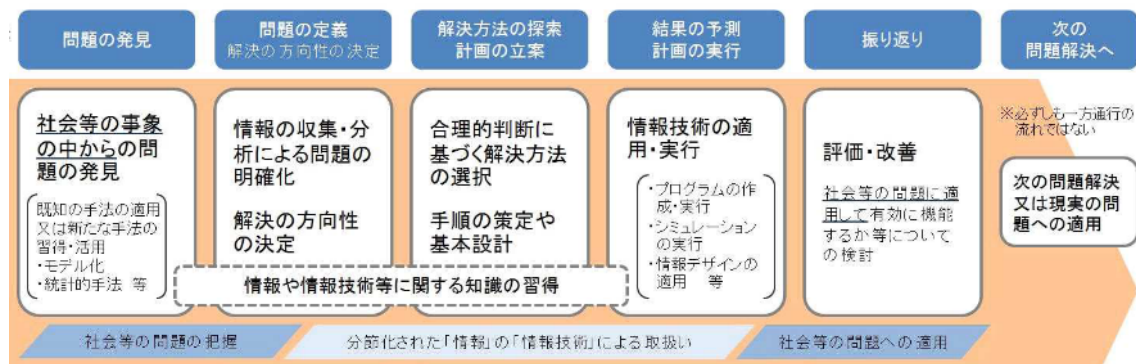 問題の発見
問題の定義
解決の方向性の決定
解決方法の探索
計画の立案
結果の予測
計画の実行
振り返り
次の
問題解決へ
社会等の事象
の中からの問
題の発見
既知の手法の適用
又は新たな手法の
習得・活用
・モデル化
・統計的手法 等
情報の収集・分
析による問題の
明確化
解決の方向性
の決定
合理的判断に
基づく解決方法
の選択
手順の策定や
基本設計
情報技術の適
用・実行
・プログラムの作
成・実行
・シミュレーション
の実行
・情報デザインの
適用 等
評価・改善
社会等の問題に適
用して有効に機能
するか等について
の検討
※必ずしも一方通行の
流れではない
次の問題解決
又は現実の問
題への適用
情報や情報技術等に関する知識の習得
社会等の問題の把握
分節化された「情報」の「情報技術」による取扱い
社会等の問題への適用